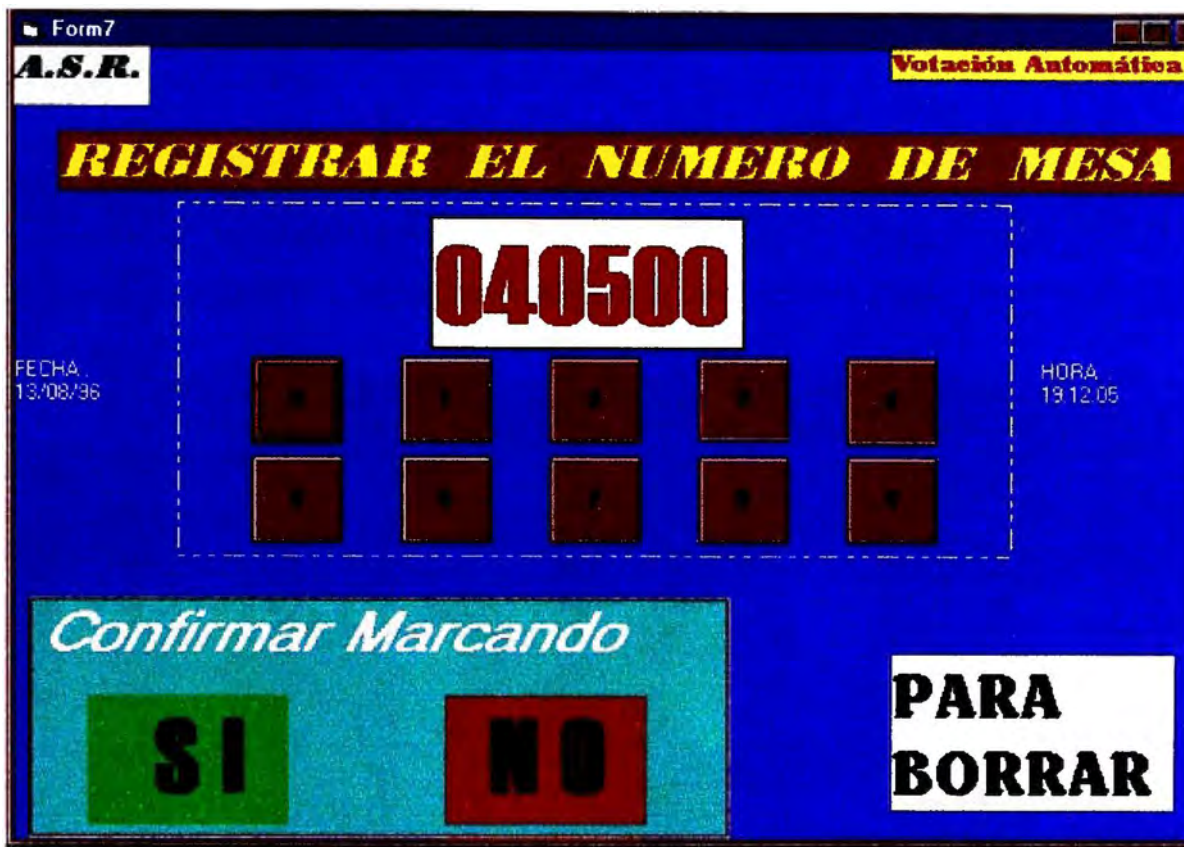 Form7
A.S.R.
Votación Automática
REGISTRAR EL NUMERO DE MESA
040500
FECHA.:
13/08/96
HORA.:
19:12:05
Confirmar Marcando
SI
NO
PARA
BORRAR